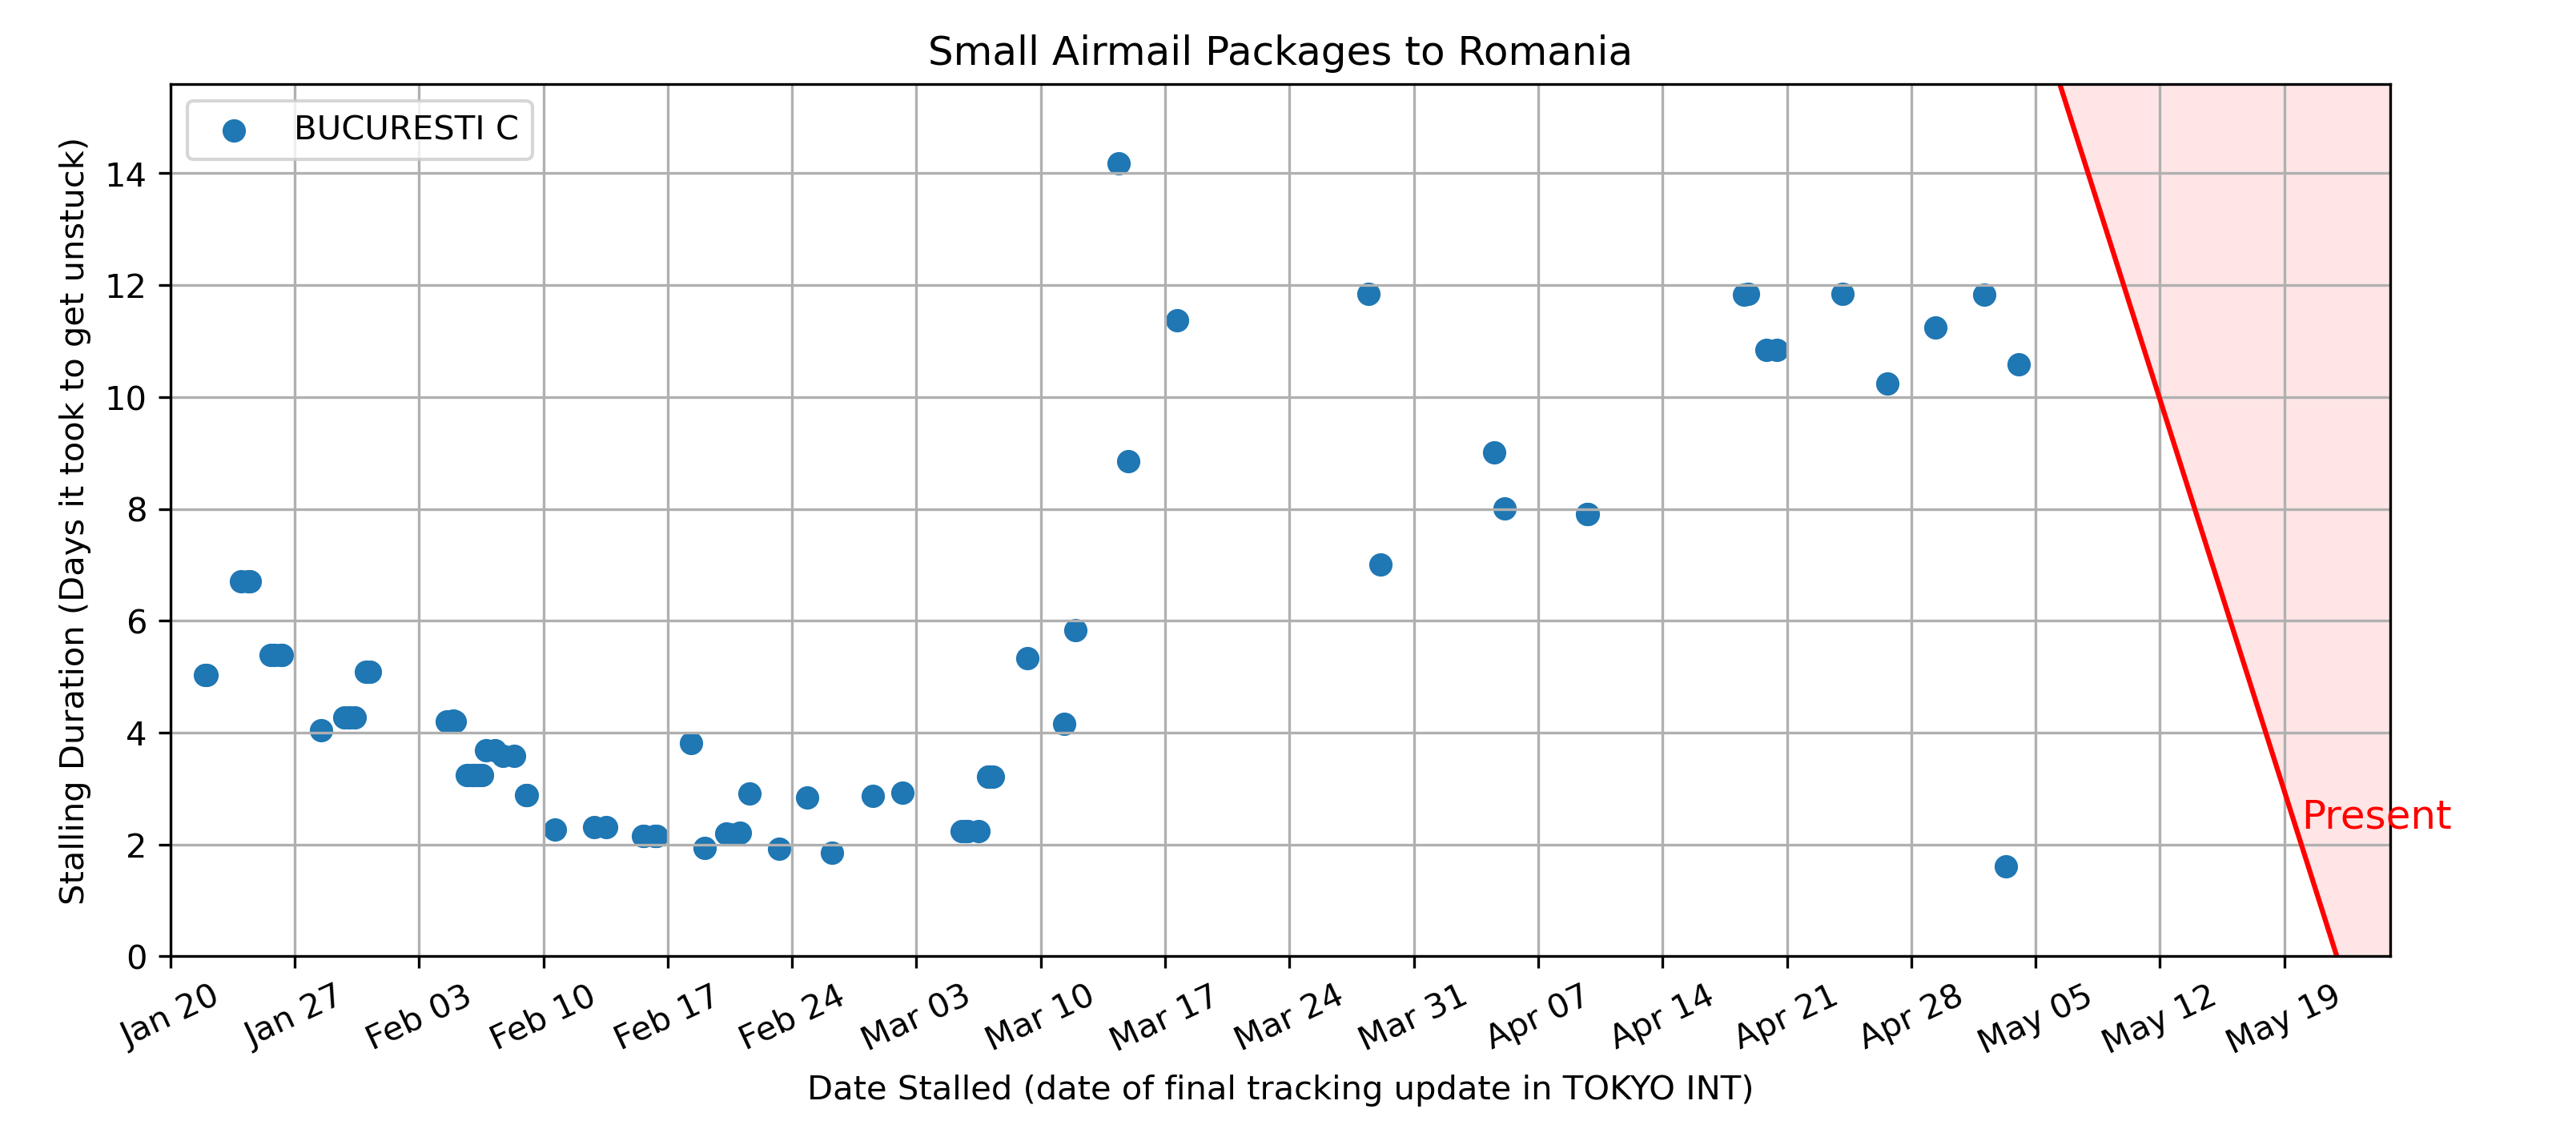 Small Airmail Packages to Romania
BUCURESTI C
Stalling Duration (Days it took to get unstuck)
14
12
10
8
6
4
2
0
Present
Jan 20 Jan 27 Feb 03 Feb 10 Feb 17 Feb 24 Mar 03 Mar 10 Mar 17 Mar 24 Mar 31 Apr 07 Apr 14 Apr 21 Apr 28 May 05 May 12 May 19
Date Stalled (date of final tracking update in TOKYO INT)